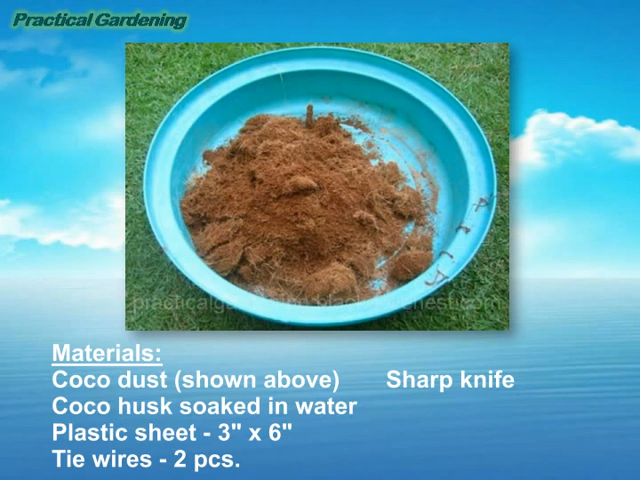 Practical Gardening
Materials:
Coco dust (shown above) Sharp knife
Coco husk soaked in water
Plastic sheet - 3" x 6"
Tie wires - 2 pcs.